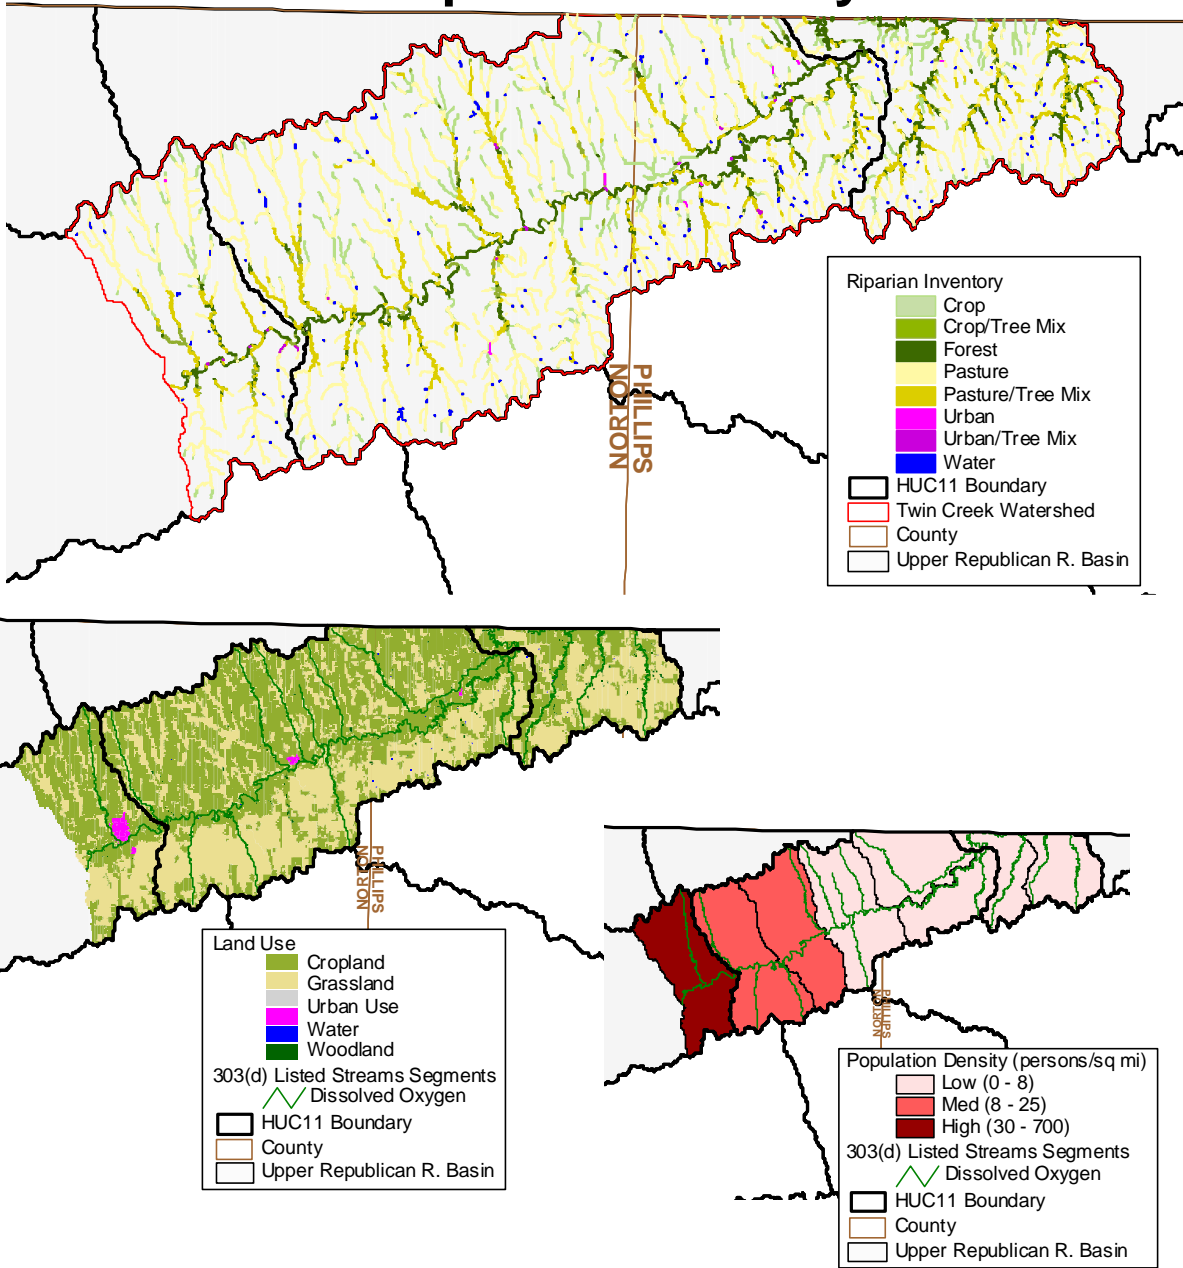 Riparian Inventory
Crop
Crop/Tree Mix
Forest
Pasture
Pasture/Tree Mix
Urban
Urban/Tree Mix
Water
HUC11 Boundary
Twin Creek Watershed
County
Upper Republican R. Basin
PHILLIPS
NORTON
PHILLIPS
NORTON
Land Use
Cropland
Grassland
Urban Use
Water
Woodland
303(d) Listed Streams Segments
Dissolved Oxygen
HUC11 Boundary
County
Upper Republican R. Basin
PHILLIPS
NORTON
Population Density (persons/sq mi)
Low (0 - 8)
Med (8 - 25)
High (30 - 700)
303(d) Listed Streams Segments
Dissolved Oxygen
HUC11 Boundary
County
Upper Republican R. Basin